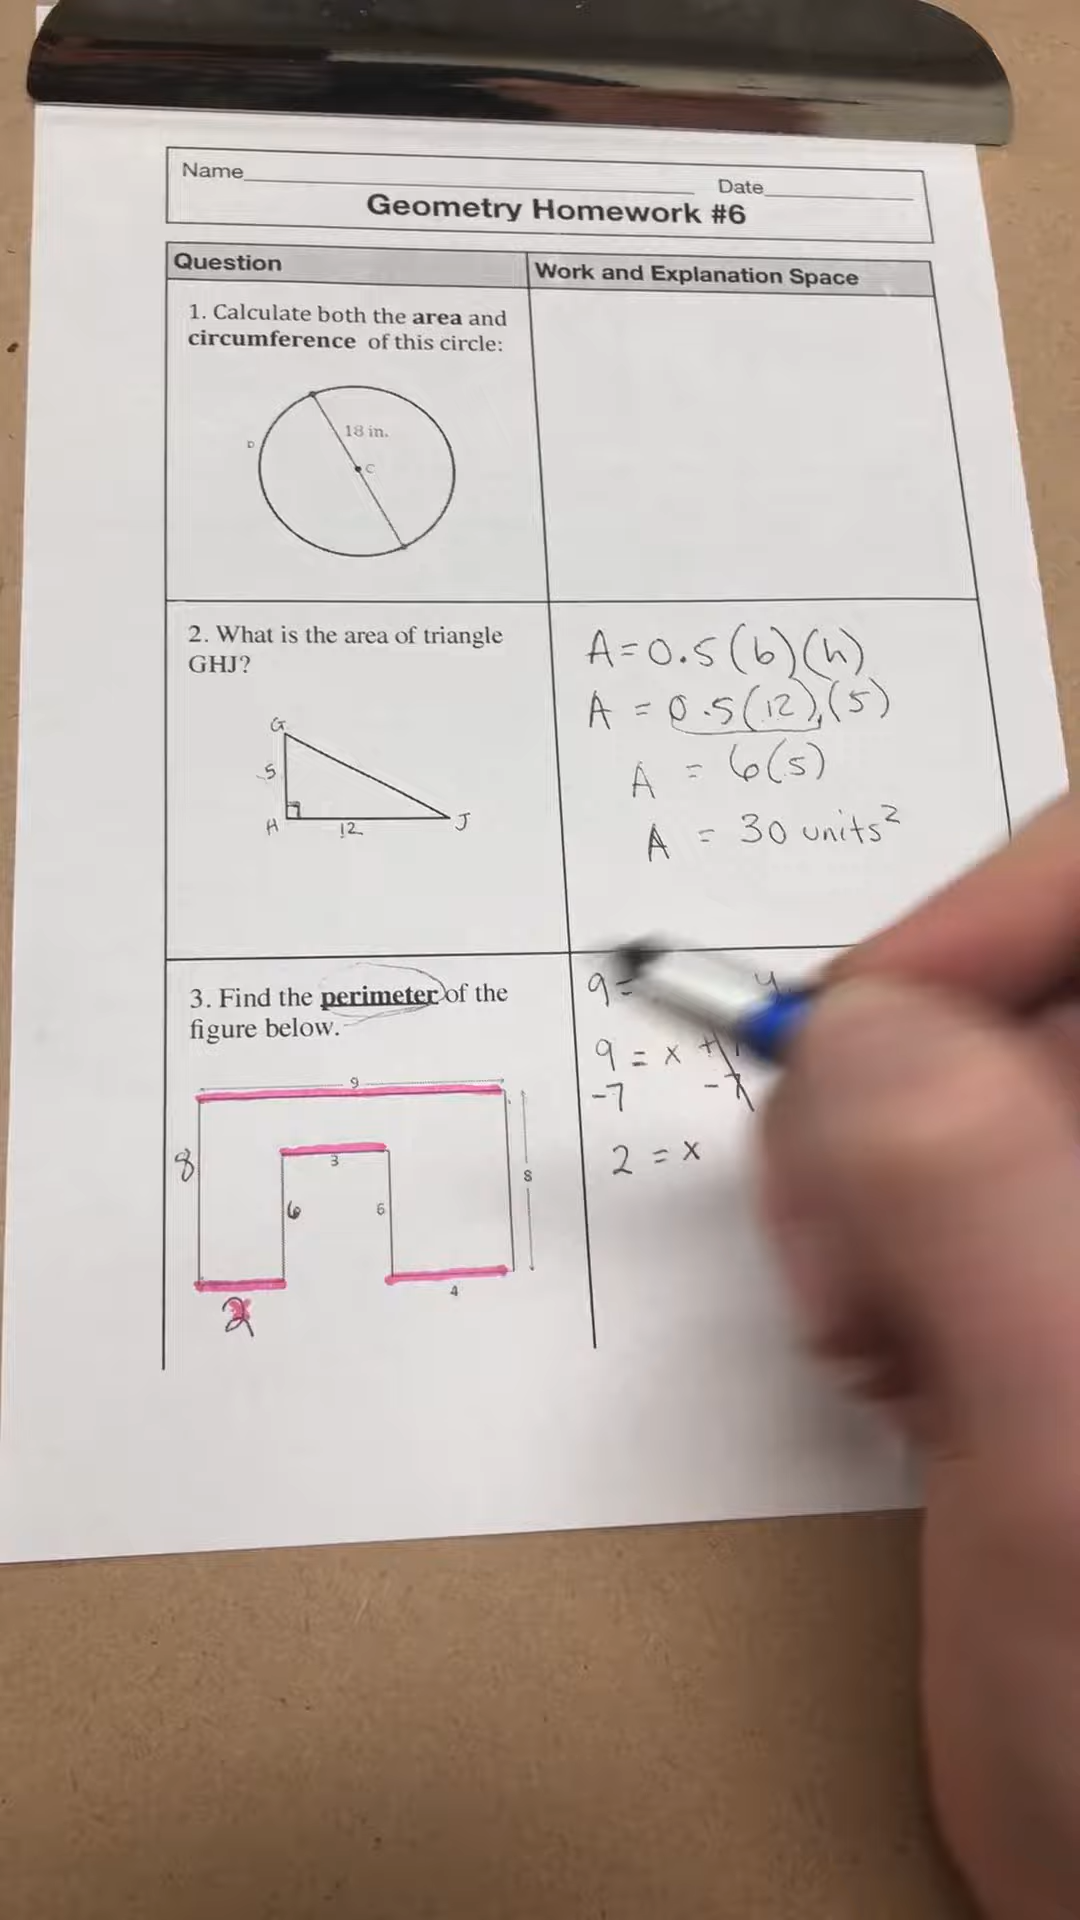 Name
Date
Geometry Homework #6
Question
Work and Explanation Space
1. Calculate both the area and
circumference of this circle:
D
18 in.
C
2. What is the area of triangle
GHJ?
G
5
H
12
J
A = 0.5 (b)(h)
A = 0.5(12)(5)
A = 6(5)
A = 30 units²
3. Find the perimeter of the
figure below.
9
8
3
6
6
8
4
2
9 =
9 = x +
-7 -7
2 = x